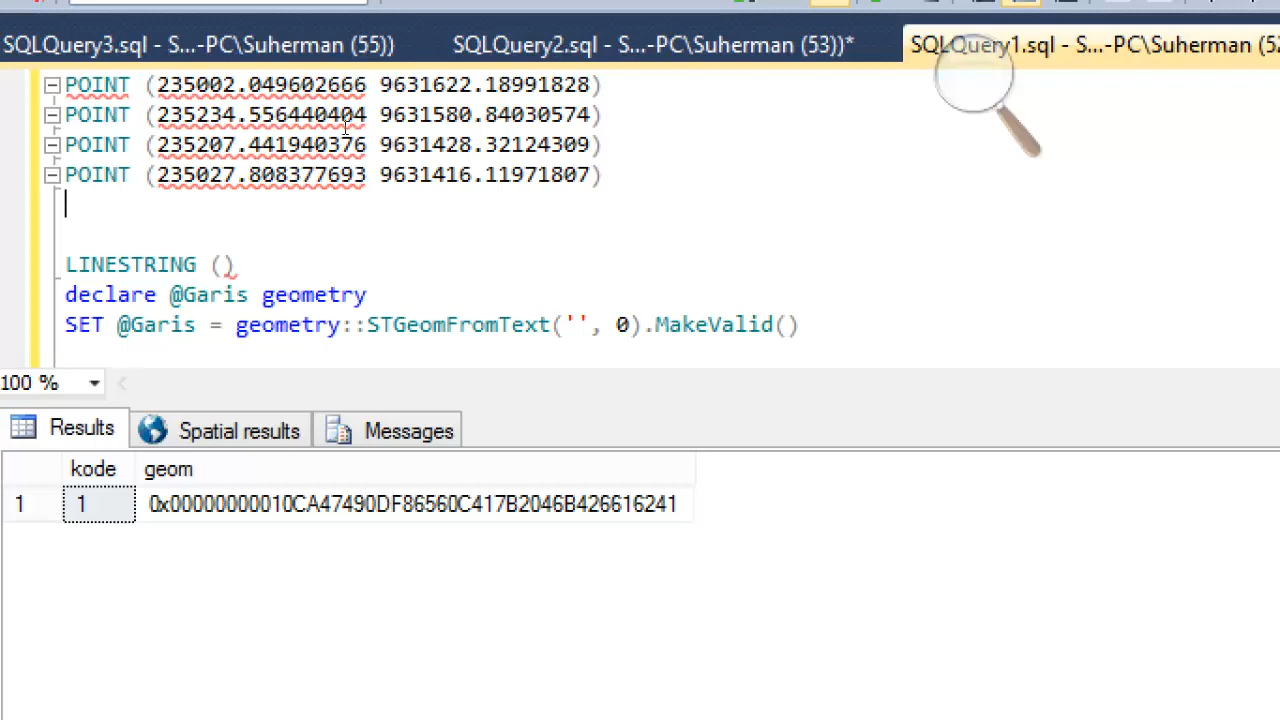 SQLQuery3.sql - S...-PC\Suherman (55))
SQLQuery2.sql - S...-PC\Suherman (53))*
SQLQuery1.sql - S...-PC\Suherman (52
POINT (235002.049602666 9631622.18991828)
POINT (235234.556440404 9631580.84030574)
POINT (235207.441940376 9631428.32124309)
POINT (235027.808377693 9631416.11971807)
LINESTRING ()
declare @Garis geometry
SET @Garis = geometry::STGeomFromText('', 0).MakeValid()
100 %
Results
Spatial results
Messages
kode geom
1 1 0x00000000010CA47490DF86560C417B2046B426616241